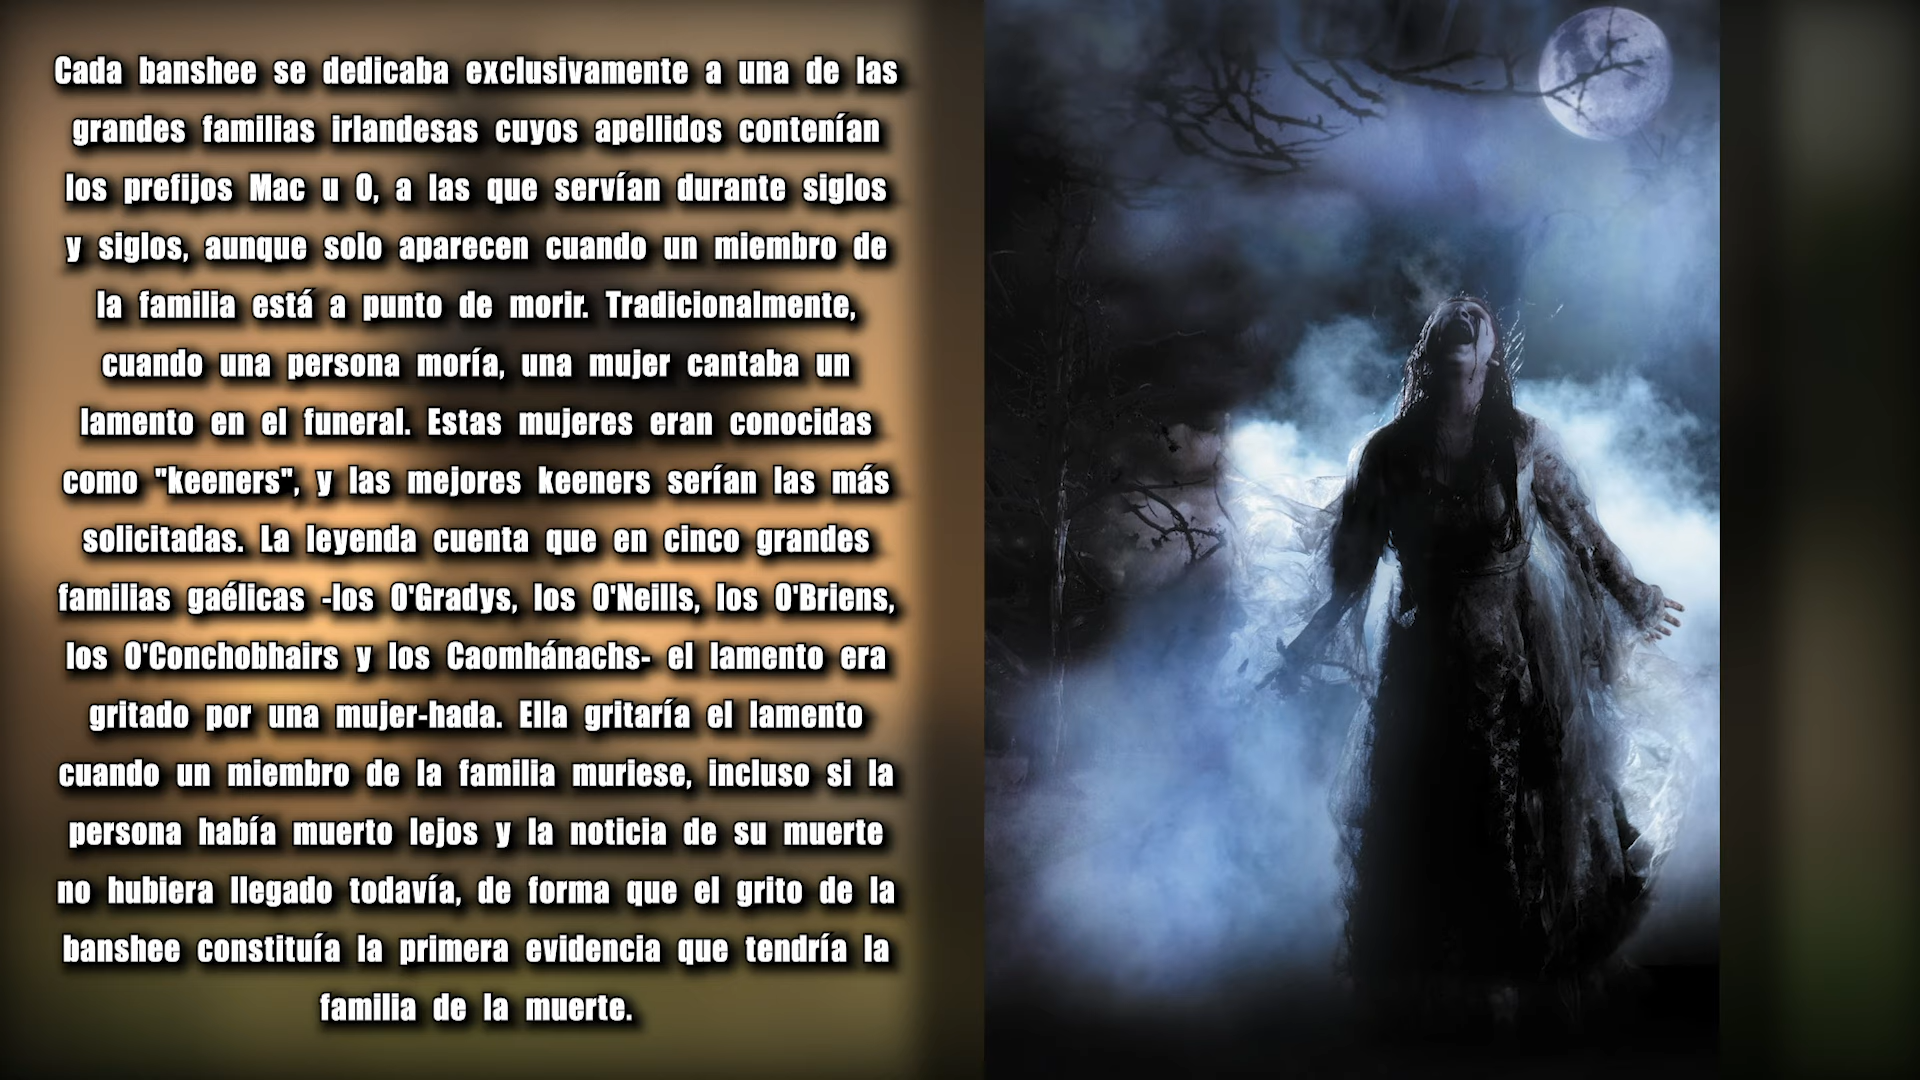 Cada banshee se dedicaba exclusivamente a una de las
grandes familias irlandesas cuyos apellidos contenían
los prefijos Mac u O, a las que servían durante siglos
y siglos, aunque solo aparecen cuando un miembro de
la familia está a punto de morir. Tradicionalmente,
cuando una persona moría, una mujer cantaba un
lamento en el funeral. Estas mujeres eran conocidas
como "keeners", y las mejores keeners serían las más
solicitadas. La leyenda cuenta que en cinco grandes
familias gaélicas -los O'Gradys, los O'Neills, los O'Briens,
los O'Conchobhairs y los Caomhánachs- el lamento era
gritado por una mujer-hada. Ella gritaría el lamento
cuando un miembro de la familia muriese, incluso si la
persona había muerto lejos y la noticia de su muerte
no hubiera llegado todavía, de forma que el grito de la
banshee constituía la primera evidencia que tendría la
familia de la muerte.